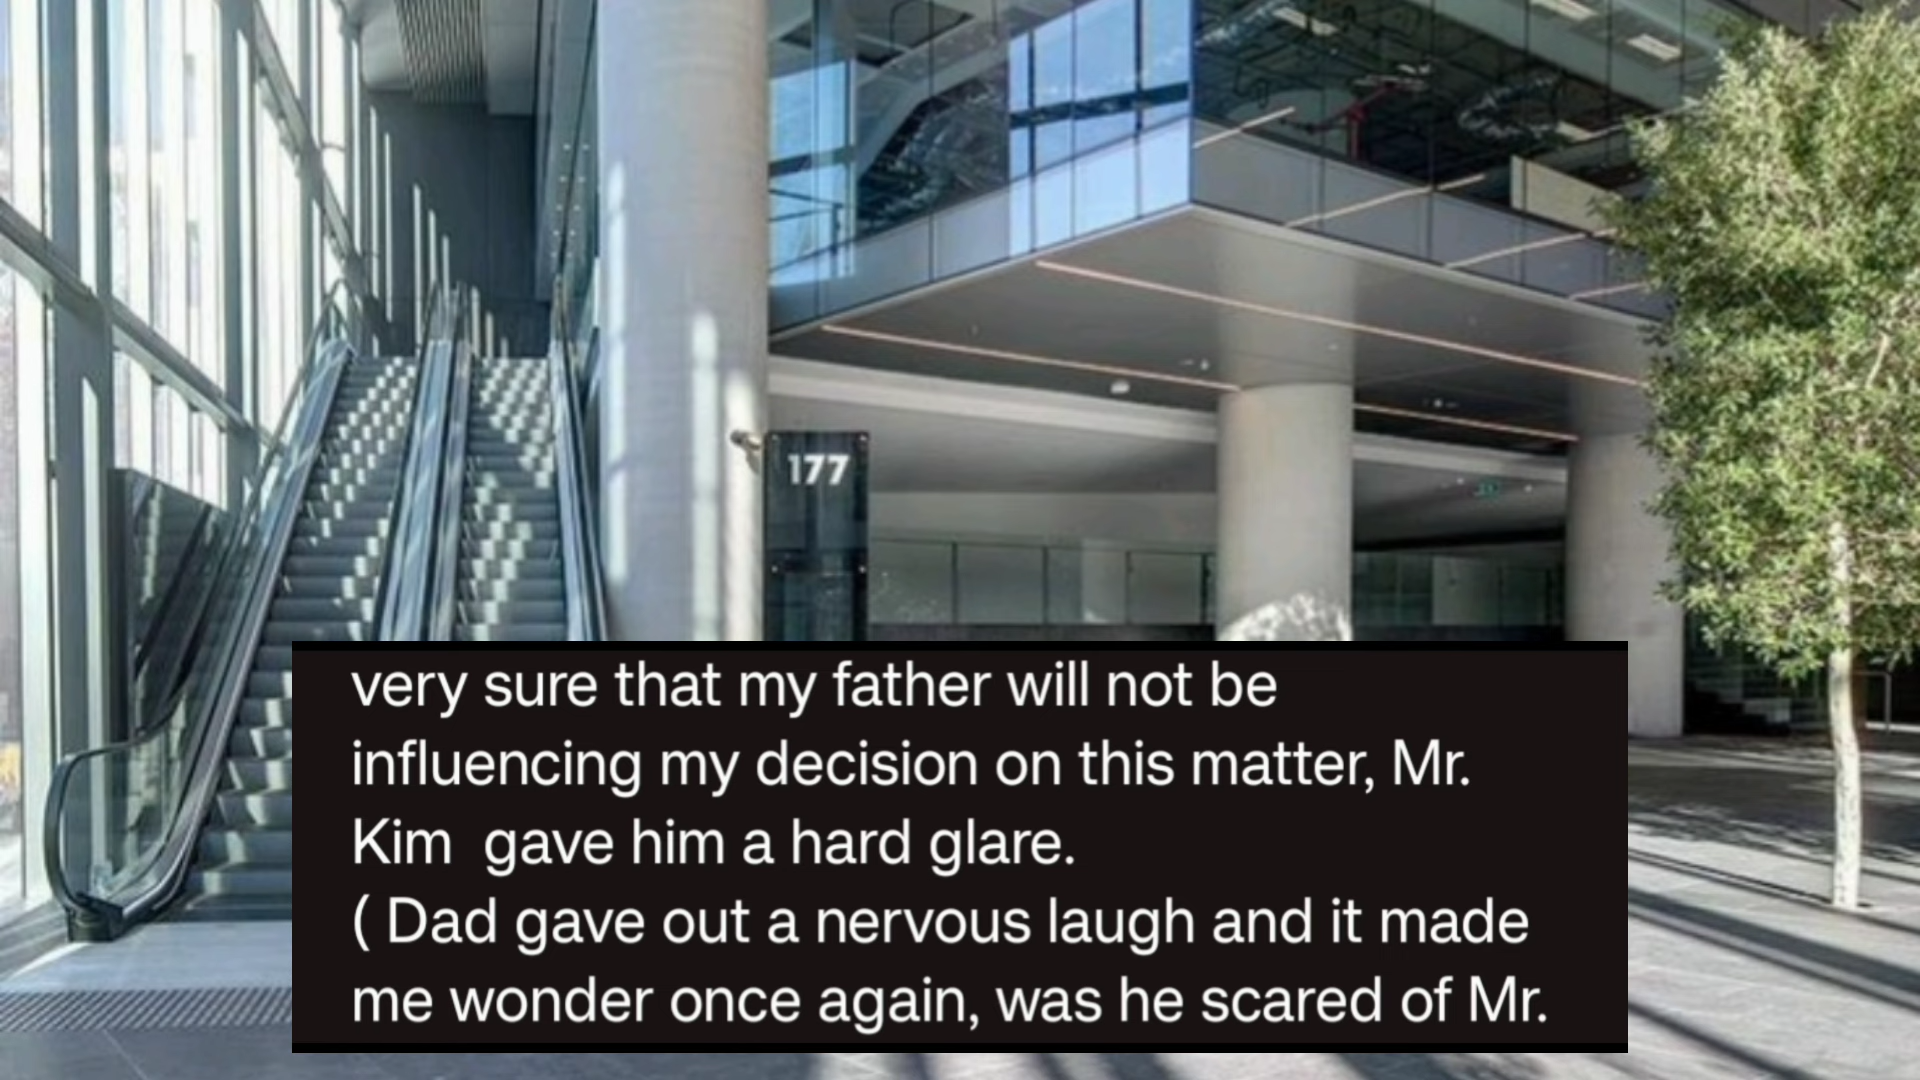 177
very sure that my father will not be
influencing my decision on this matter, Mr.
Kim  gave him a hard glare.
( Dad gave out a nervous laugh and it made
me wonder once again, was he scared of Mr.